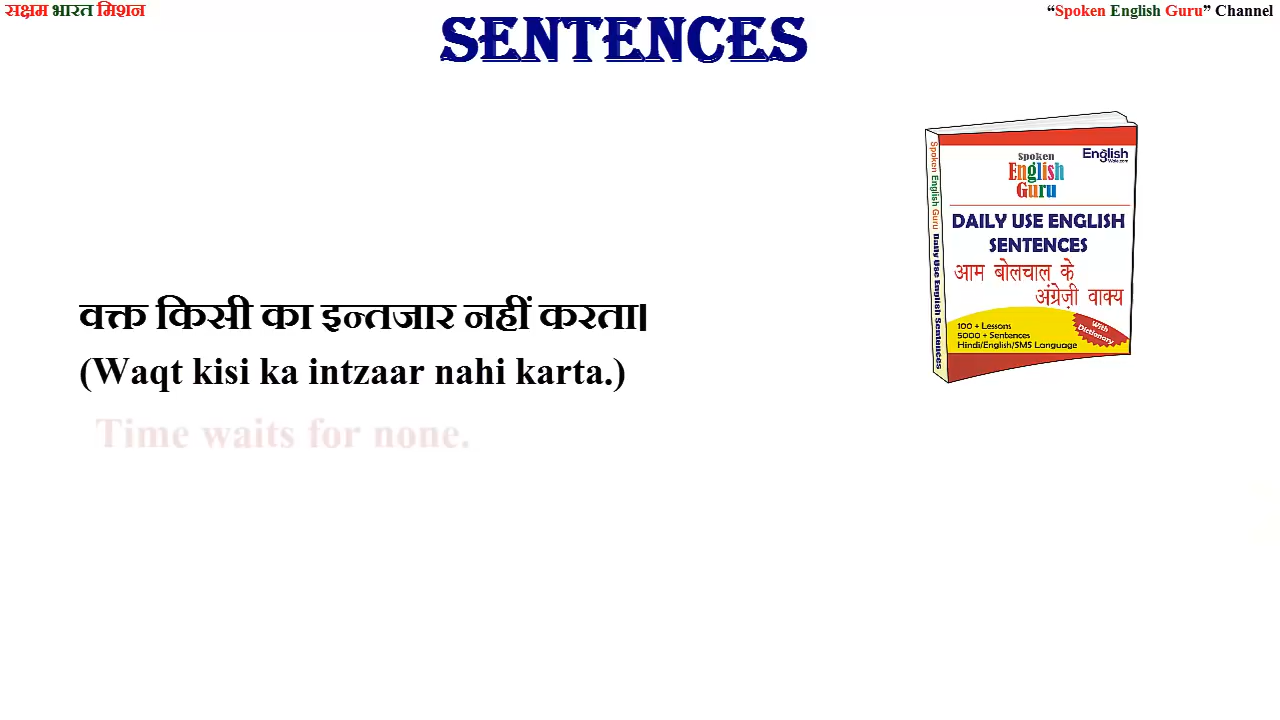 सक्षम भारत मिशन
“Spoken English Guru” Channel
SENTENCES
Spoken English Guru Daily Use English Sentences
Spoken
English
Guru
English
Wale.com
DAILY USE ENGLISH
SENTENCES
आम बोलचाल के
अंग्रेज़ी वाक्य
100 + Lessons
5000 + Sentences
Hindi/English/SMS Language
With
Dictionary
वक्त किसी का इन्तजार नहीं करता।
(Waqt kisi ka intzaar nahi karta.)
Time waits for none.